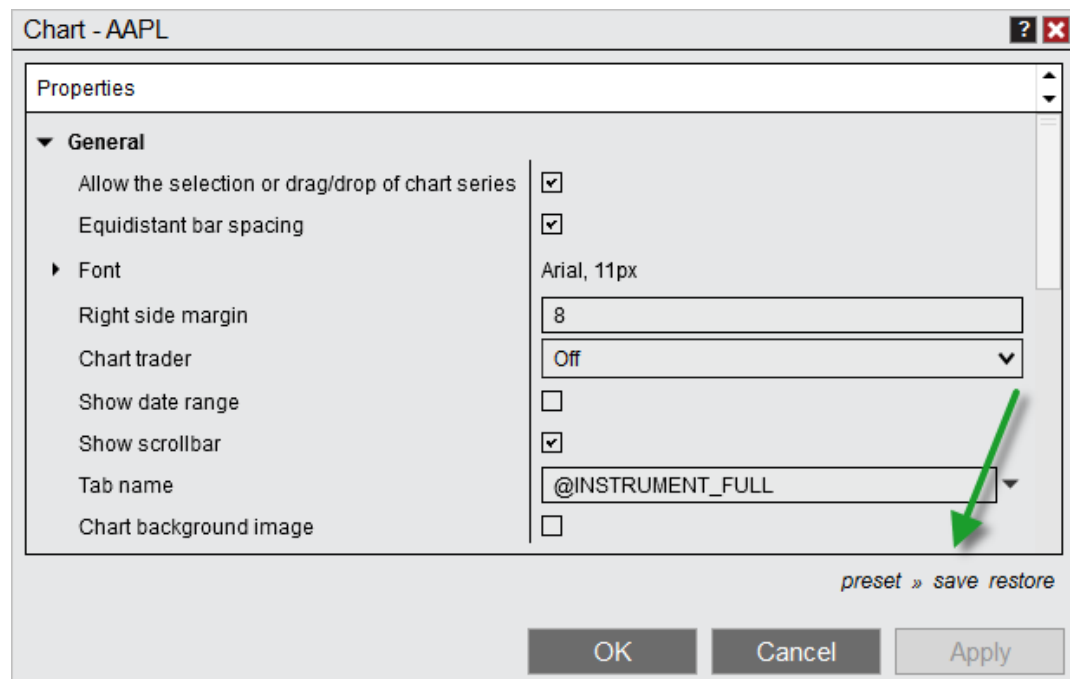 Chart - AAPL ?
Properties
General
Allow the selection or drag/drop of chart series
Equidistant bar spacing
Font Arial, 11px
Right side margin 8
Chart trader Off
Show date range
Show scrollbar
Tab name @INSTRUMENT_FULL
Chart background image
preset » save restore
OK Cancel Apply